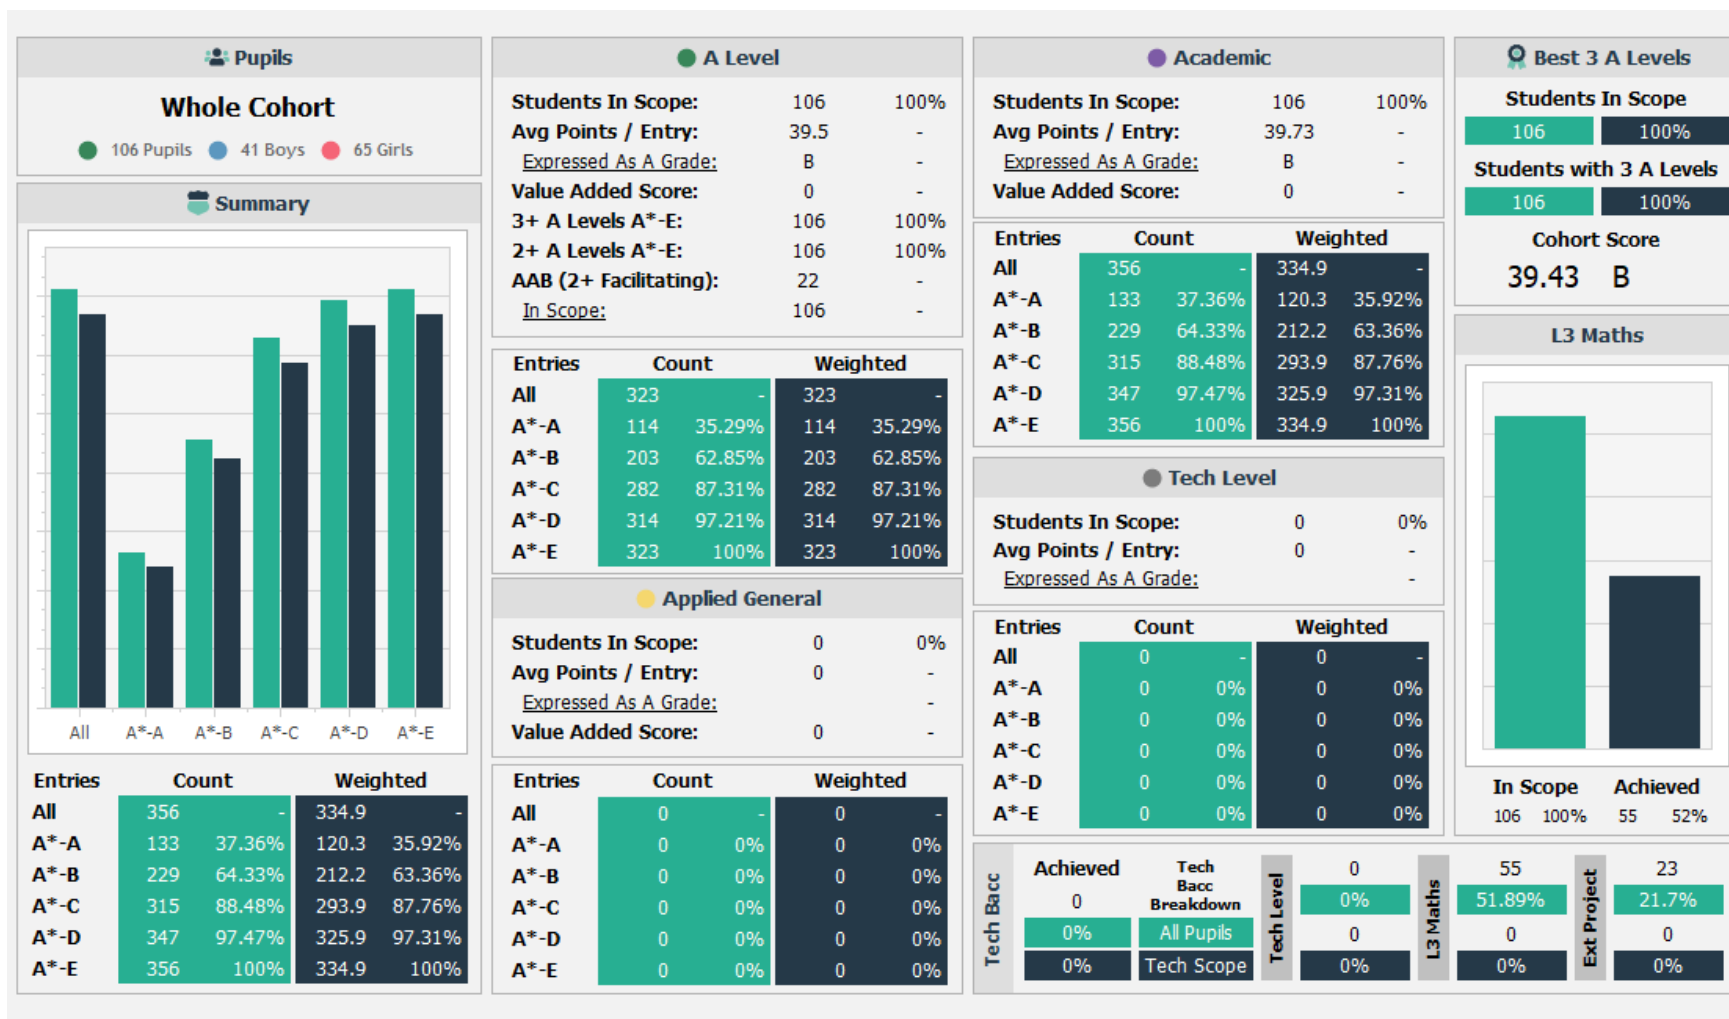 Pupils
Whole Cohort
106 Pupils 41 Boys 65 Girls
Summary
All A*-A A*-B A*-C A*-D A*-E
Entries Count Weighted
All 356 - 334.9 -
A*-A 133 37.36% 120.3 35.92%
A*-B 229 64.33% 212.2 63.36%
A*-C 315 88.48% 293.9 87.76%
A*-D 347 97.47% 325.9 97.31%
A*-E 356 100% 334.9 100%
A Level
Students In Scope: 106 100%
Avg Points / Entry: 39.5 -
Expressed As A Grade: B -
Value Added Score: 0 -
3+ A Levels A*-E: 106 100%
2+ A Levels A*-E: 106 100%
AAB (2+ Facilitating): 22 -
In Scope: 106 -
Entries Count Weighted
All 323 - 323 -
A*-A 114 35.29% 114 35.29%
A*-B 203 62.85% 203 62.85%
A*-C 282 87.31% 282 87.31%
A*-D 314 97.21% 314 97.21%
A*-E 323 100% 323 100%
Applied General
Students In Scope: 0 0%
Avg Points / Entry: 0 -
Expressed As A Grade: -
Value Added Score: 0 -
Entries Count Weighted
All 0 - 0 -
A*-A 0 0% 0 0%
A*-B 0 0% 0 0%
A*-C 0 0% 0 0%
A*-D 0 0% 0 0%
A*-E 0 0% 0 0%
Academic
Students In Scope: 106 100%
Avg Points / Entry: 39.73 -
Expressed As A Grade: B -
Value Added Score: 0 -
Entries Count Weighted
All 356 - 334.9 -
A*-A 133 37.36% 120.3 35.92%
A*-B 229 64.33% 212.2 63.36%
A*-C 315 88.48% 293.9 87.76%
A*-D 347 97.47% 325.9 97.31%
A*-E 356 100% 334.9 100%
Tech Level
Students In Scope: 0 0%
Avg Points / Entry: 0 -
Expressed As A Grade: -
Entries Count Weighted
All 0 - 0 -
A*-A 0 0% 0 0%
A*-B 0 0% 0 0%
A*-C 0 0% 0 0%
A*-D 0 0% 0 0%
A*-E 0 0% 0 0%
Best 3 A Levels
Students In Scope
106 100%
Students with 3 A Levels
106 100%
Cohort Score
39.43 B
L3 Maths
In Scope Achieved
106 100% 55 52%
Tech Bacc
Achieved
0
0%
0%
Tech
Bacc
Breakdown
All Pupils
Tech Scope
Tech Level
0
0%
0
0%
L3 Maths
55
51.89%
0
0%
Ext Project
23
21.7%
0
0%